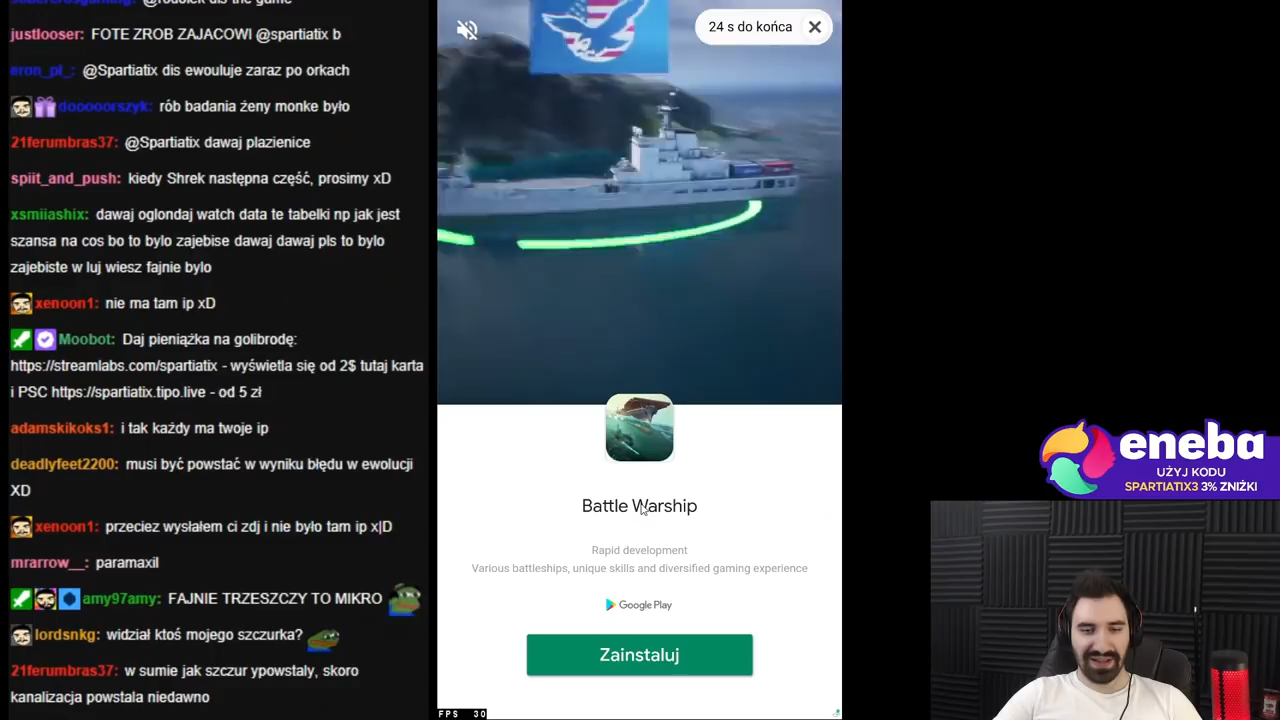 @rodolek dis the game
justlooser: FOTE ZROB ZAJACOWI @spartiatix b
eron_pl_: @Spartiatix dis ewouluje zaraz po orkach
dooooorszyk: rób badania żeny monke było
21ferumbras37: @Spartiatix dawaj plazienice
spiit_and_push: kiedy Shrek następna część, prosimy xD
xsmiiashix: dawaj oglondaj watch data te tabelki np jak jest
szansa na cos bo to bylo zajebise dawaj dawaj pls to bylo
zajebiste w luj wiesz fajnie bylo
xenoon1: nie ma tam ip xD
Moobot: Daj pieniążka na golibrodę:
https://streamlabs.com/spartiatix - wyświetla się od 2$ tutaj karta
i PSC https://spartiatix.tipo.live - od 5 zł
adamskikoks1: i tak każdy ma twoje ip
deadlyfeet2200: musi być powstać w wyniku błędu w ewolucji
XD
xenoon1: przeciez wysłałem ci zdj i nie było tam ip x|D
mrarrow__: paramaxil
amy97amy: FAJNIE TRZESZCZY TO MIKRO
lordsnkg: widział ktoś mojego szczurka?
21ferumbras37: w sumie jak szczur ypowstaly, skoro
kanalizacja powstala niedawno
24 s do końca
Battle Warship
Rapid development
Various battleships, unique skills and diversified gaming experience
Google Play
Zainstaluj
FPS 30
eneba
UŻYJ KODU
SPARTIATIX3 3% ZNIŻKI